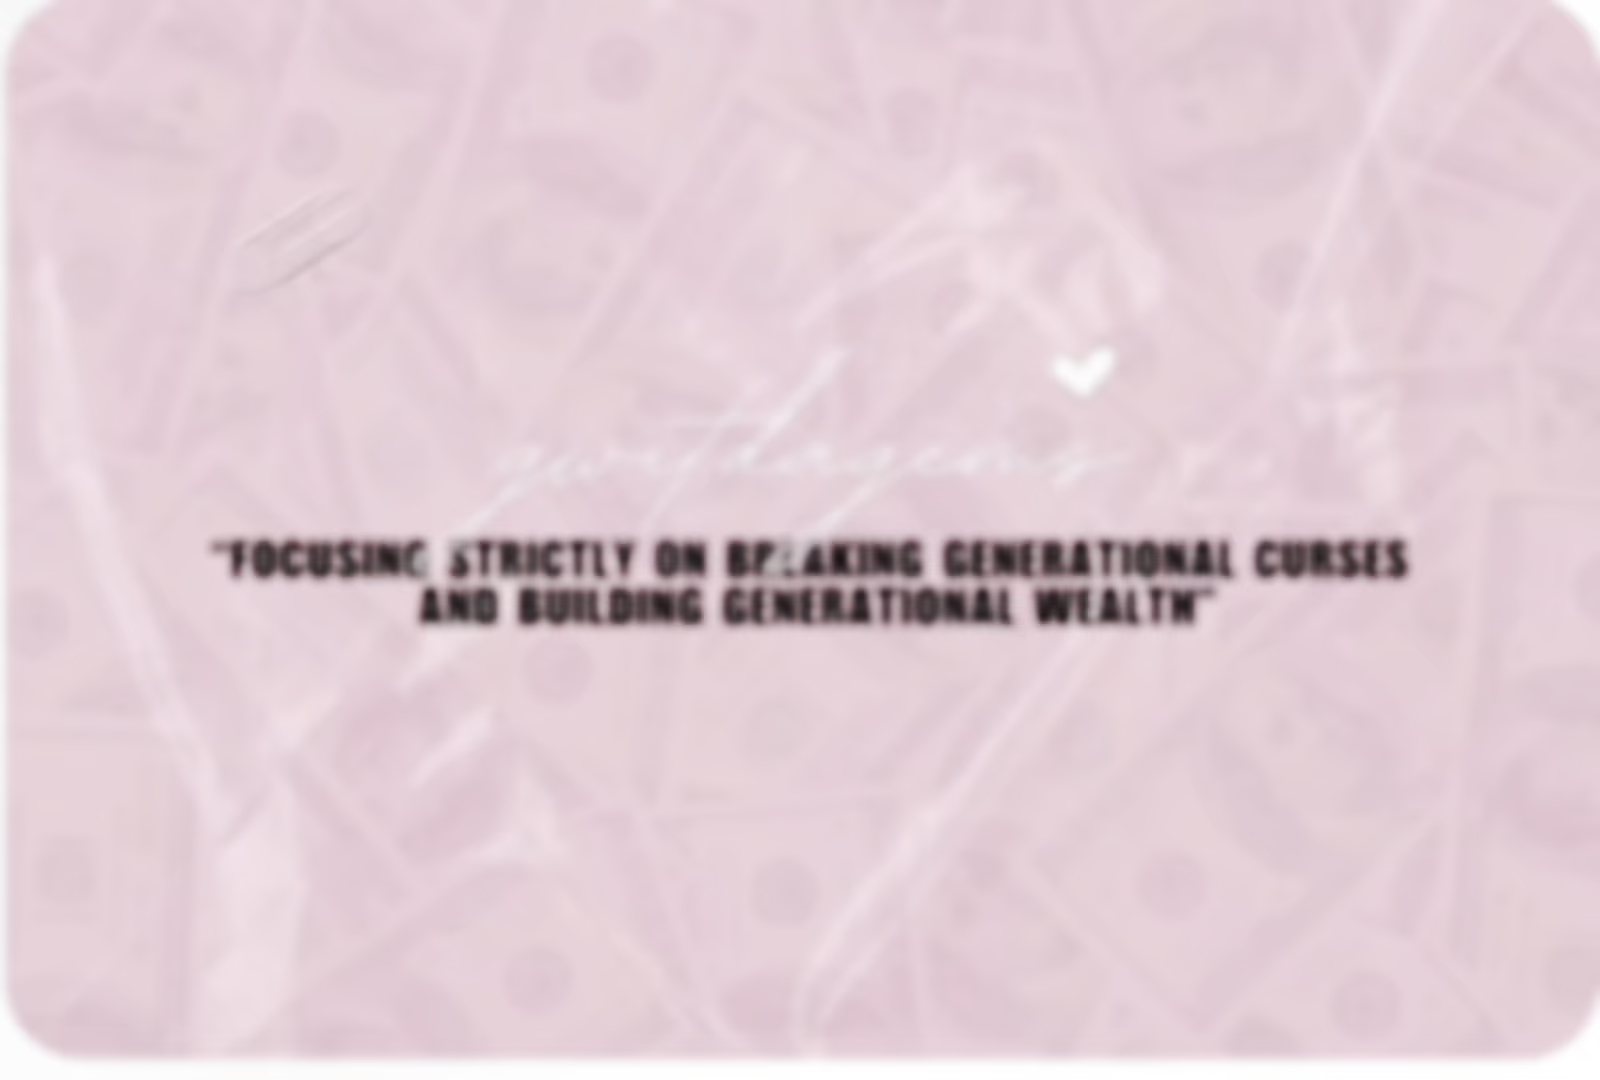 "FOCUSING STRICTLY ON BREAKING GENERATIONAL CURSES
AND BUILDING GENERATIONAL WEALTH"